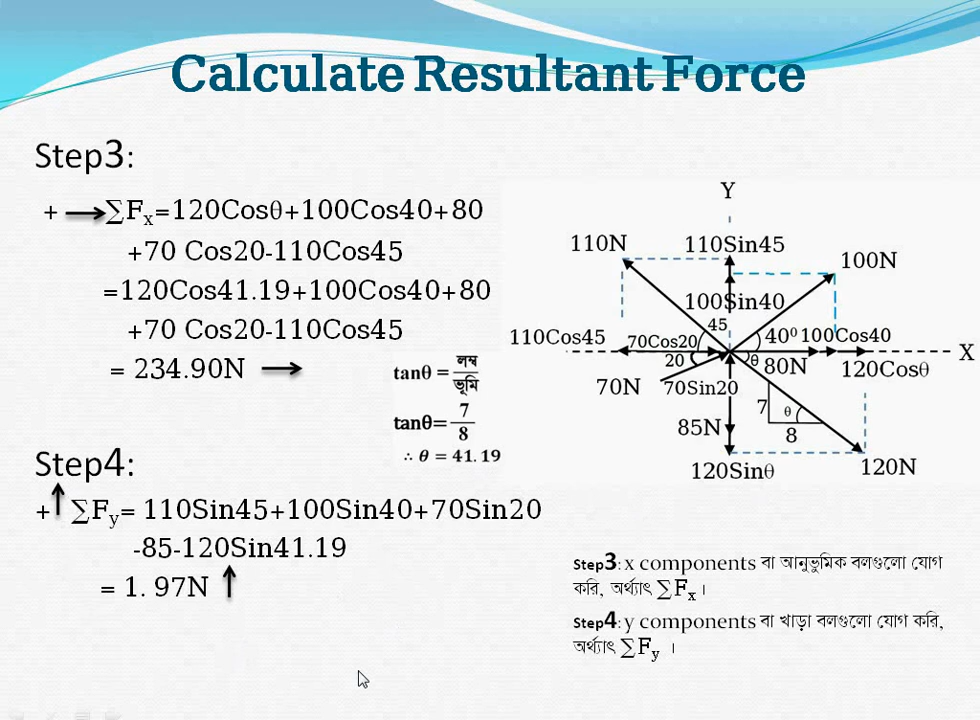 Calculate Resultant Force
Step3:
+ → ∑Fx=120Cosθ+100Cos40+80
+70 Cos20-110Cos45
=120Cos41.19+100Cos40+80
+70 Cos20-110Cos45
= 234.90N →
tanθ = লম্ব/ভূমি
tanθ= 7/8
∴ θ = 41.19
Step4:
+↑ ∑Fy= 110Sin45+100Sin40+70Sin20
-85-120Sin41.19
= 1. 97N ↑
Y
110N
110Sin45
100N
100Sin40
45
110Cos45
70Cos20
40⁰
100Cos40
X
20
θ
80N
120Cosθ
70N
70Sin20
7
θ
85N
8
120Sinθ
120N
Step3: x components বা আনুভুমিক বলগুলো যোগ
করি, অর্থ্যাৎ ∑Fx ।
Step4: y components বা খাড়া বলগুলো যোগ করি,
অর্থ্যাৎ ∑Fy ।